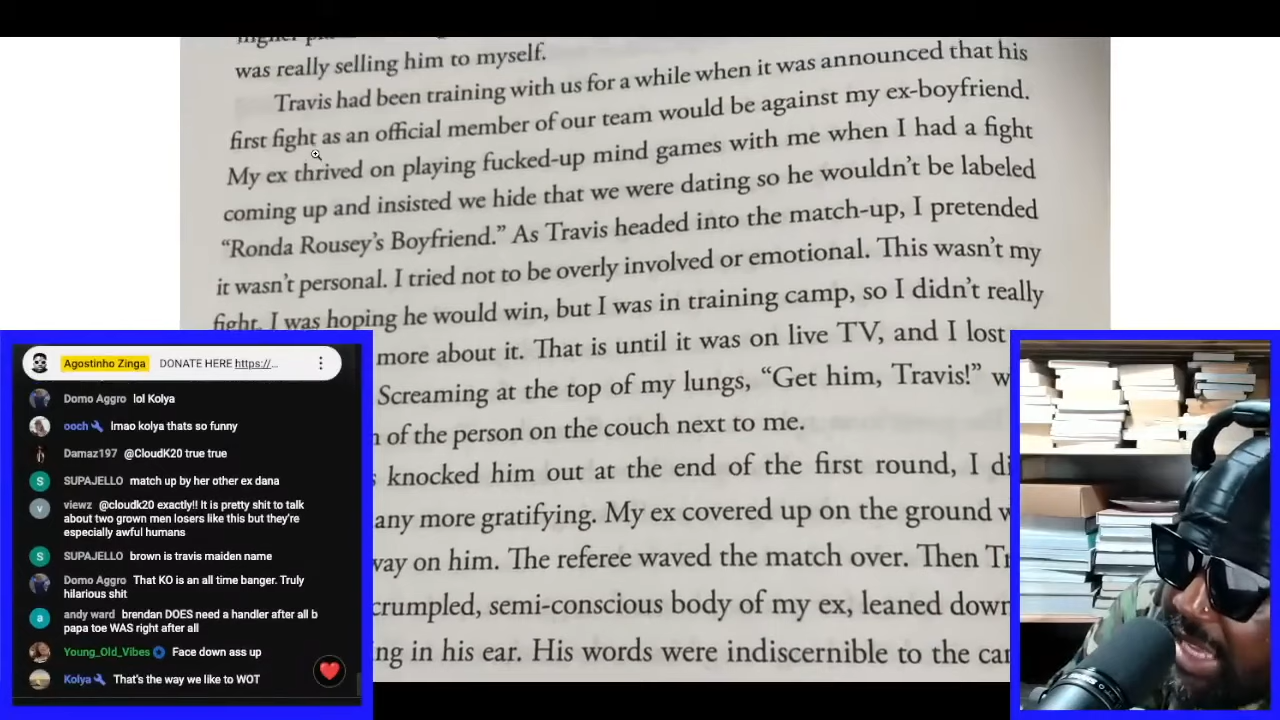 was really selling him to myself.
Travis had been training with us for a while when it was announced that his
first fight as an official member of our team would be against my ex-boyfriend.
My ex thrived on playing fucked-up mind games with me when I had a fight
coming up and insisted we hide that we were dating so he wouldn't be labeled
“Ronda Rousey's Boyfriend.” As Travis headed into the match-up, I pretended
it wasn't personal. I tried not to be overly involved or emotional. This wasn't my
fight. I was hoping he would win, but I was in training camp, so I didn't really
more about it. That is until it was on live TV, and I lost
Screaming at the top of my lungs, “Get him, Travis!”
of the person on the couch next to me.
knocked him out at the end of the first round, I
any more gratifying. My ex covered up on the ground
on him. The referee waved the match over. Then
crumpled, semi-conscious body of my ex, leaned down
in his ear. His words were indiscernible to the
Agostinho Zinga DONATE HERE https://...
Domo Aggro lol Kolya
ooch lmao kolya thats so funny
Damaz197 @CloudK20 true true
S SUPAJELLO match up by her other ex dana
v viewz @cloudk20 exactly!! It is pretty shit to talk
about two grown men losers like this but they're
especially awful humans
S SUPAJELLO brown is travis maiden name
Domo Aggro That KO is an all time banger. Truly
hilarious shit
a andy ward brendan DOES need a handler after all b
papa toe WAS right after all
Young_Old_Vibes Face down ass up
Kolya That's the way we like to WOT